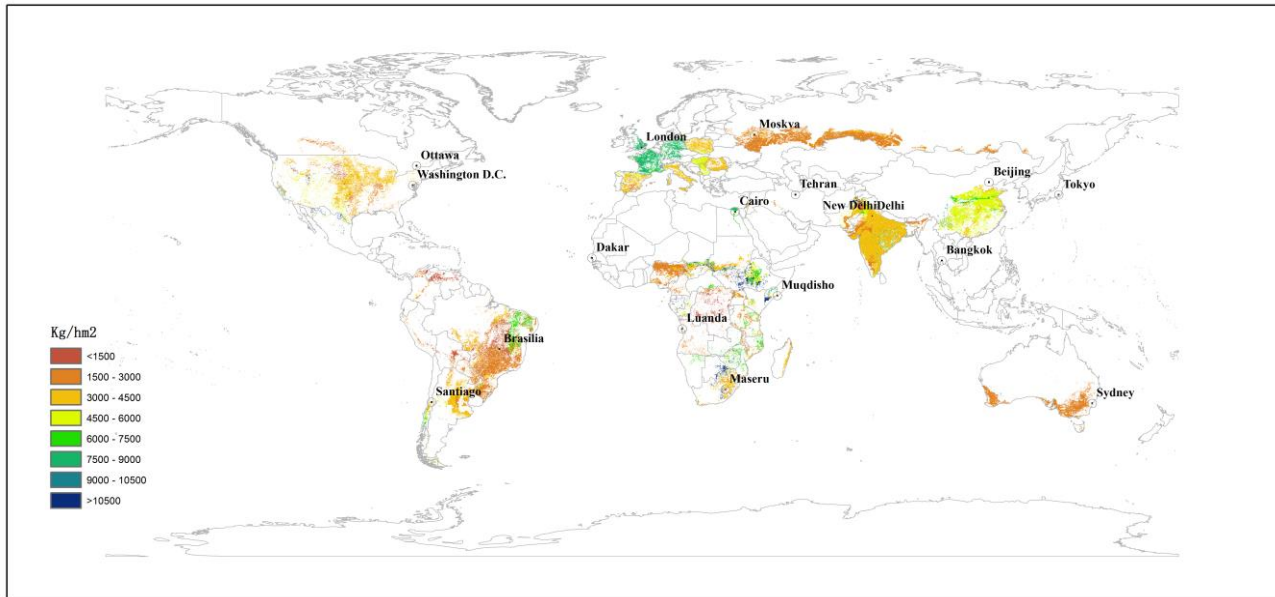 Moskva
London
Ottawa
Washington D.C.
Beijing
Tehran
Tokyo
Cairo
New DelhiDelhi
Dakar
Bangkok
Muqdisho
Luanda
Kg/hm2
Brasilia
<1500
1500 - 3000
Maseru
Santiago
Sydney
3000 - 4500
4500 - 6000
6000 - 7500
7500 - 9000
9000 - 10500
>10500